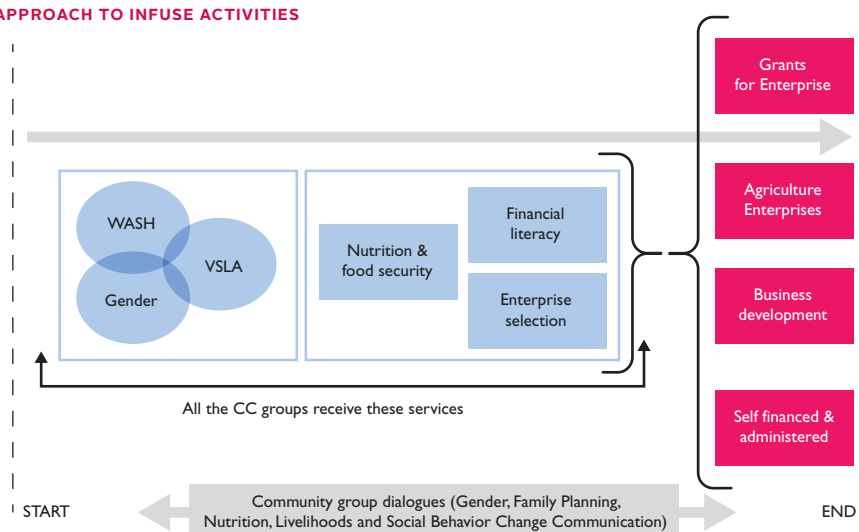 APPROACH TO INFUSE ACTIVITIES
Grants
for Enterprise
WASH
VSLA
Gender
Nutrition &
food security
Financial
literacy
Enterprise
selection
Agriculture
Enterprises
Business
development
Self financed &
administered
All the CC groups receive these services
START
Community group dialogues (Gender, Family Planning,
Nutrition, Livelihoods and Social Behavior Change Communication)
END